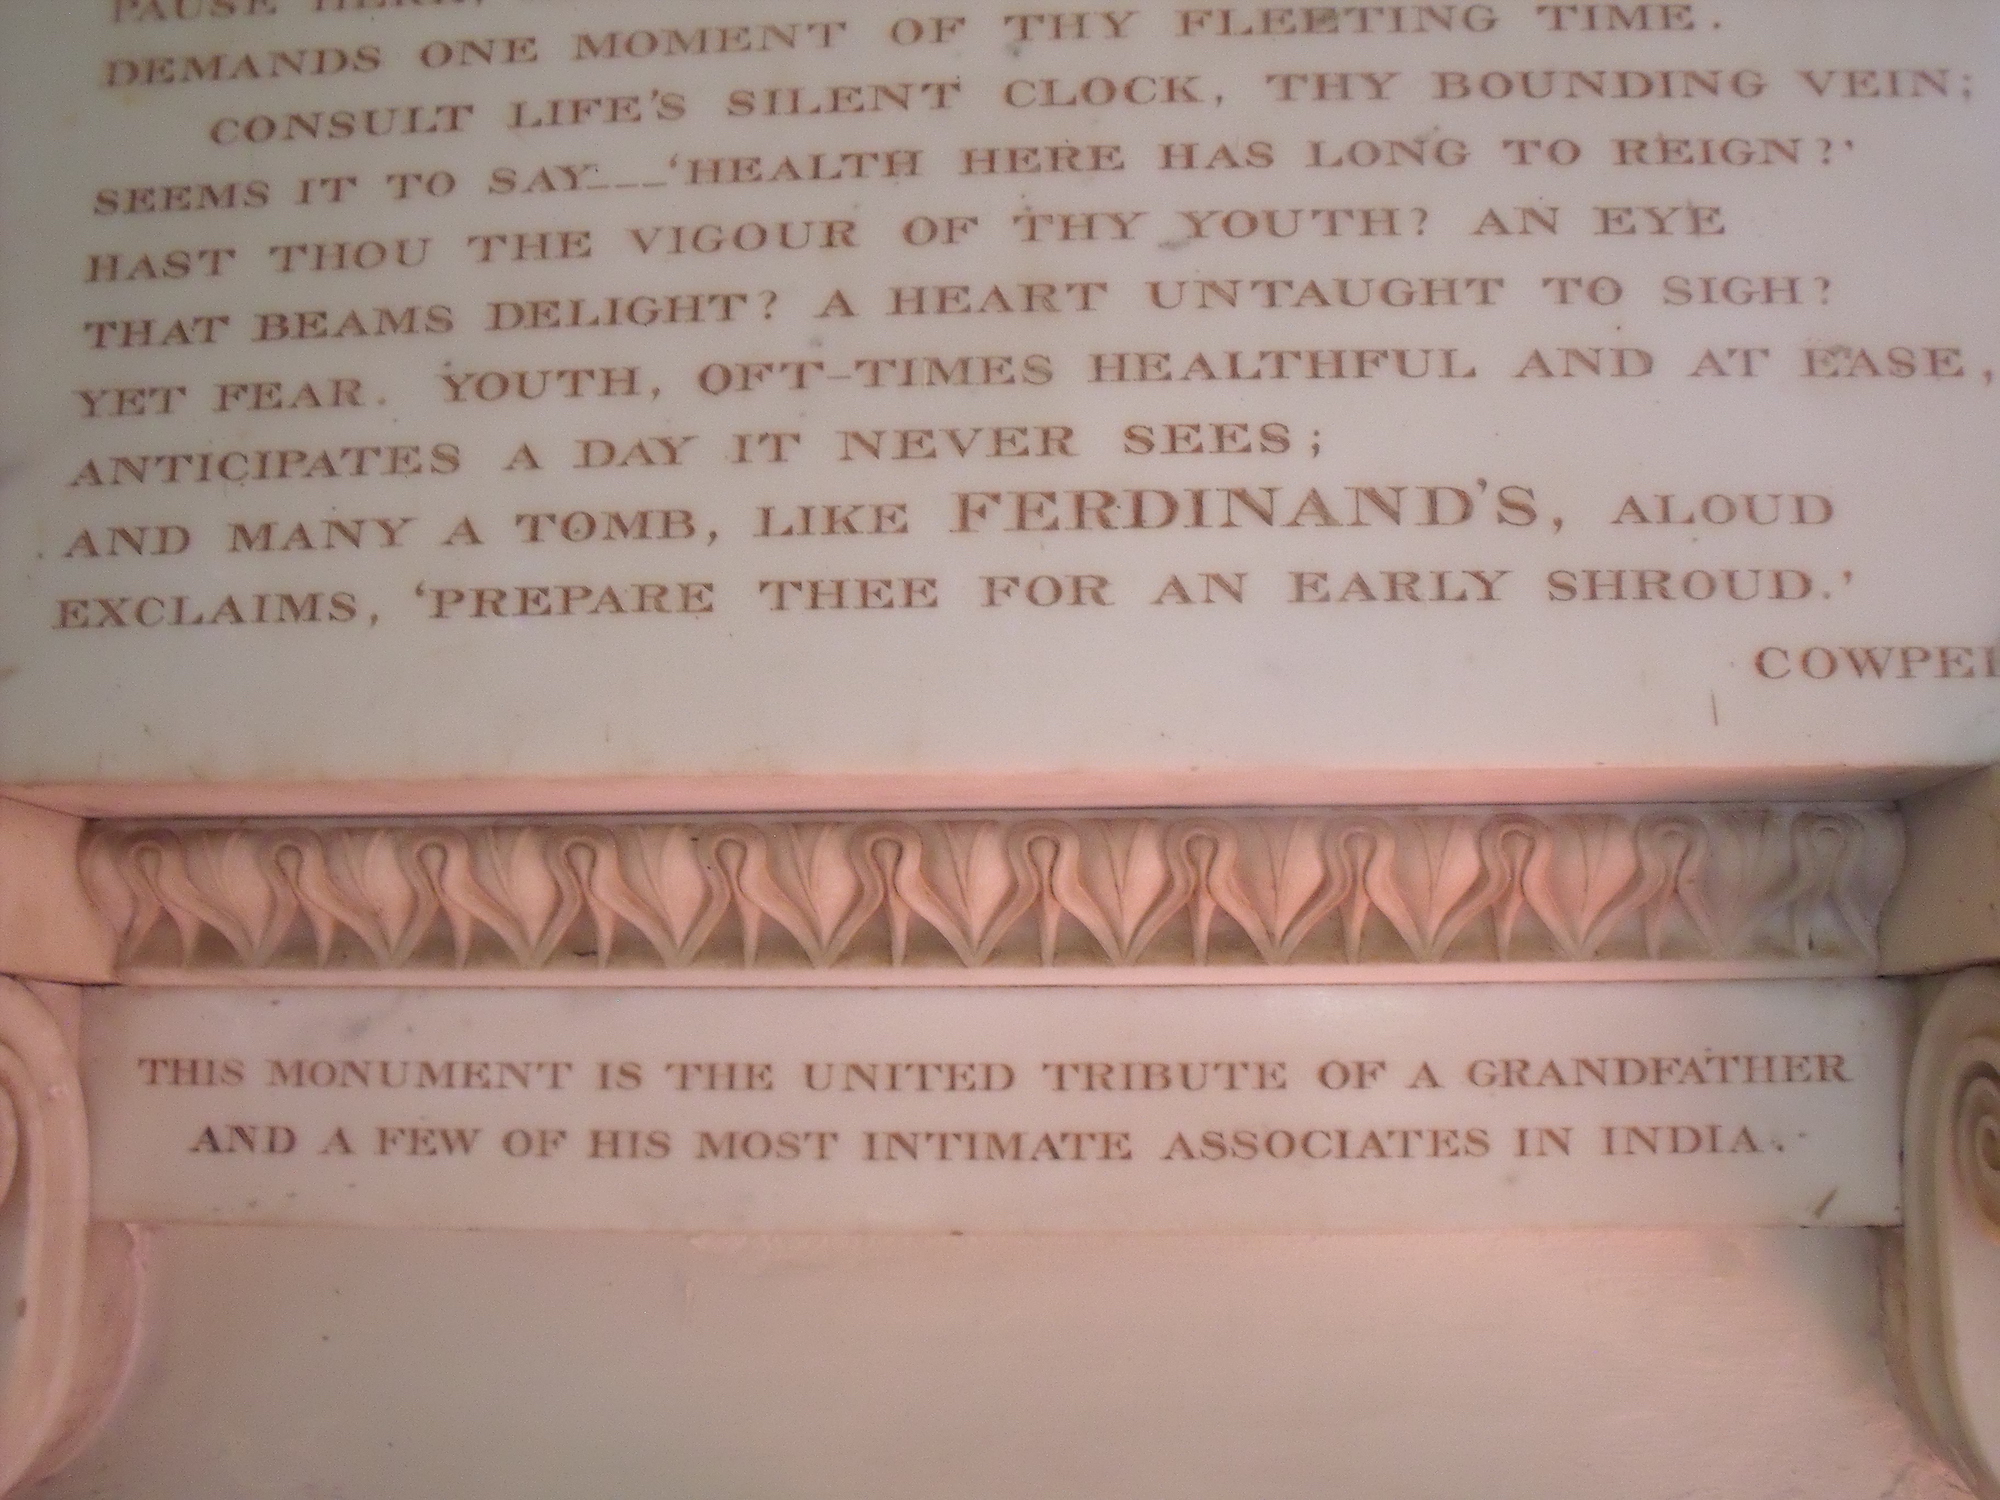 PAUSE HERE,
DEMANDS ONE MOMENT OF THY FLEETING TIME.
CONSULT LIFE'S SILENT CLOCK, THY BOUNDING VEIN;
SEEMS IT TO SAY___'HEALTH HERE HAS LONG TO REIGN?'
HAST THOU THE VIGOUR OF THY YOUTH? AN EYE
THAT BEAMS DELIGHT? A HEART UNTAUGHT TO SIGH?
YET FEAR. YOUTH, OFT-TIMES HEALTHFUL AND AT EASE,
ANTICIPATES A DAY IT NEVER SEES;
AND MANY A TOMB, LIKE FERDINAND'S, ALOUD
EXCLAIMS, 'PREPARE THEE FOR AN EARLY SHROUD.'
COWPE
THIS MONUMENT IS THE UNITED TRIBUTE OF A GRANDFATHER
AND A FEW OF HIS MOST INTIMATE ASSOCIATES IN INDIA.